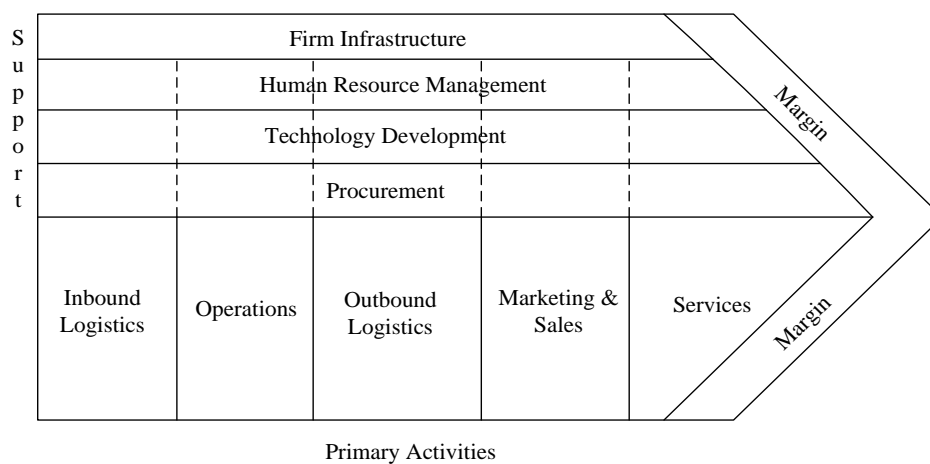 Support
Firm Infrastructure
Human Resource Management
Technology Development
Procurement
Margin
Inbound
Logistics
Operations
Outbound
Logistics
Marketing &
Sales
Services
Margin
Primary Activities